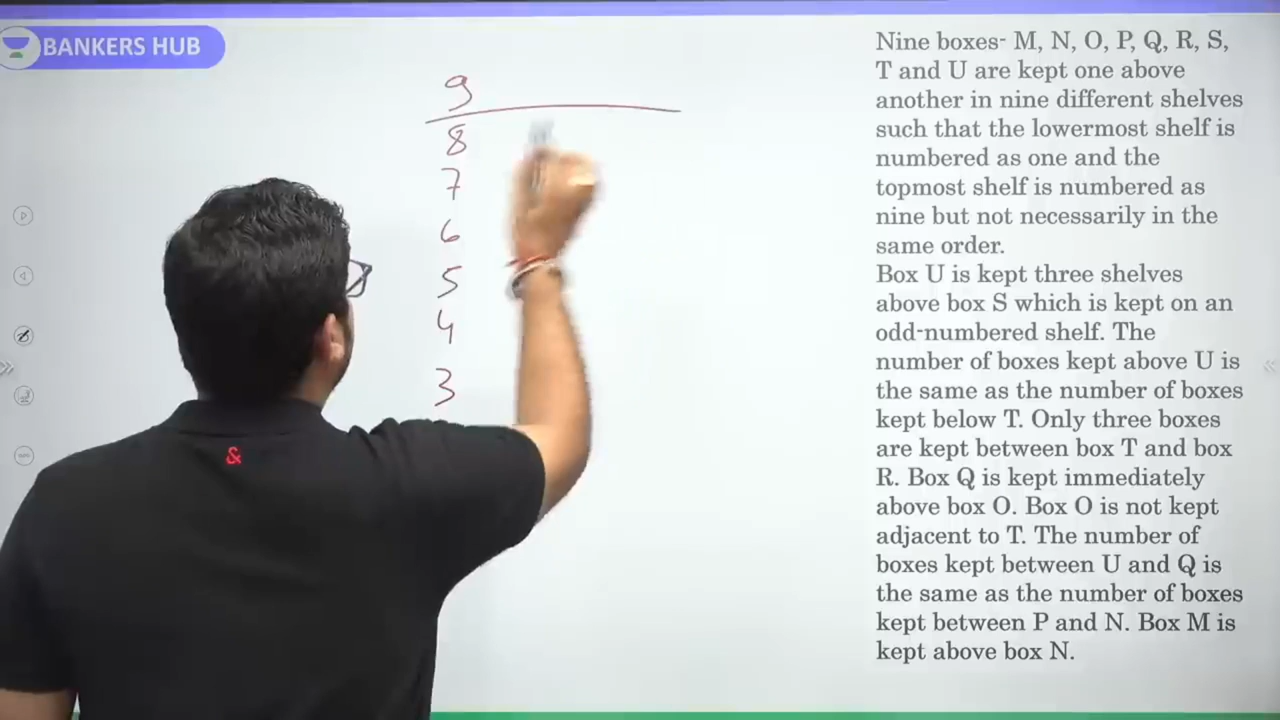 BANKERS HUB
Nine boxes- M, N, O, P, Q, R, S,
T and U are kept one above
another in nine different shelves
such that the lowermost shelf is
numbered as one and the
topmost shelf is numbered as
nine but not necessarily in the
same order.
Box U is kept three shelves
above box S which is kept on an
odd-numbered shelf. The
number of boxes kept above U is
the same as the number of boxes
kept below T. Only three boxes
are kept between box T and box
R. Box Q is kept immediately
above box O. Box O is not kept
adjacent to T. The number of
boxes kept between U and Q is
the same as the number of boxes
kept between P and N. Box M is
kept above box N.
9
8
7
6
5
4
3
&